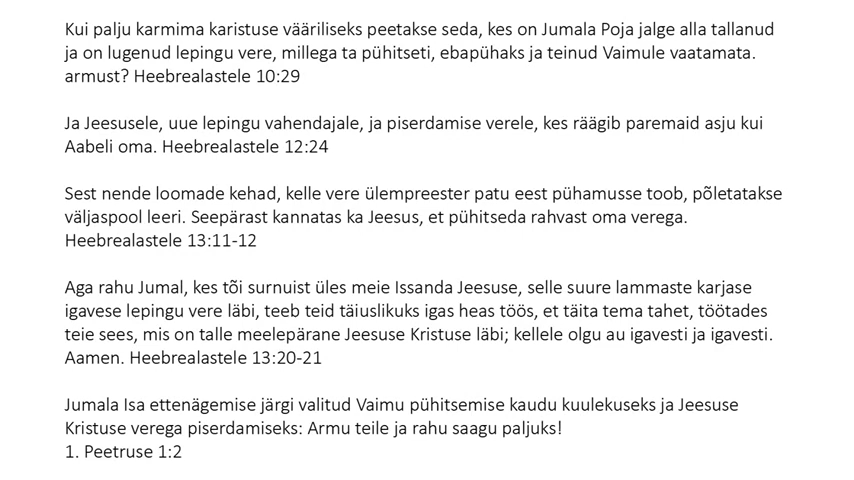 Kui palju karmima karistuse vääriliseks peetakse seda, kes on Jumala Poja jalge alla tallanud
ja on lugenud lepingu vere, millega ta pühitseti, ebapühaks ja teinud Vaimule vaatamata.
armust? Heebrealastele 10:29
Ja Jeesusele, uue lepingu vahendajale, ja piserdamise verele, kes räägib paremaid asju kui
Aabeli oma. Heebrealastele 12:24
Sest nende loomade kehad, kelle vere ülempreester patu eest pühamusse toob, põletatakse
väljaspool leeri. Seepärast kannatas ka Jeesus, et pühitseda rahvast oma verega.
Heebrealastele 13:11-12
Aga rahu Jumal, kes tõi surnuist üles meie Issanda Jeesuse, selle suure lammaste karjase
igavese lepingu vere läbi, teeb teid täiuslikuks igas heas töös, et täita tema tahet, töötades
teie sees, mis on talle meelepärane Jeesuse Kristuse läbi; kellele olgu au igavesti ja igavesti.
Aamen. Heebrealastele 13:20-21
Jumala Isa ettenägemise järgi valitud Vaimu pühitsemise kaudu kuulekuseks ja Jeesuse
Kristuse verega piserdamiseks: Armu teile ja rahu saagu paljuks!
1. Peetruse 1:2